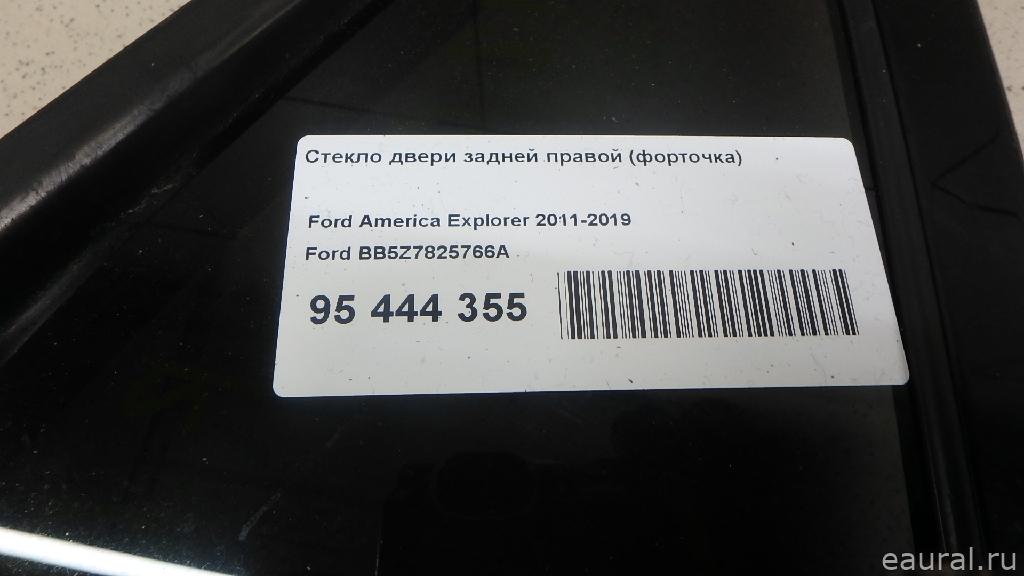 Стекло двери задней правой (форточка)
Ford America Explorer 2011-2019
Ford BB5Z7825766A
95 444 355
eaural.ru